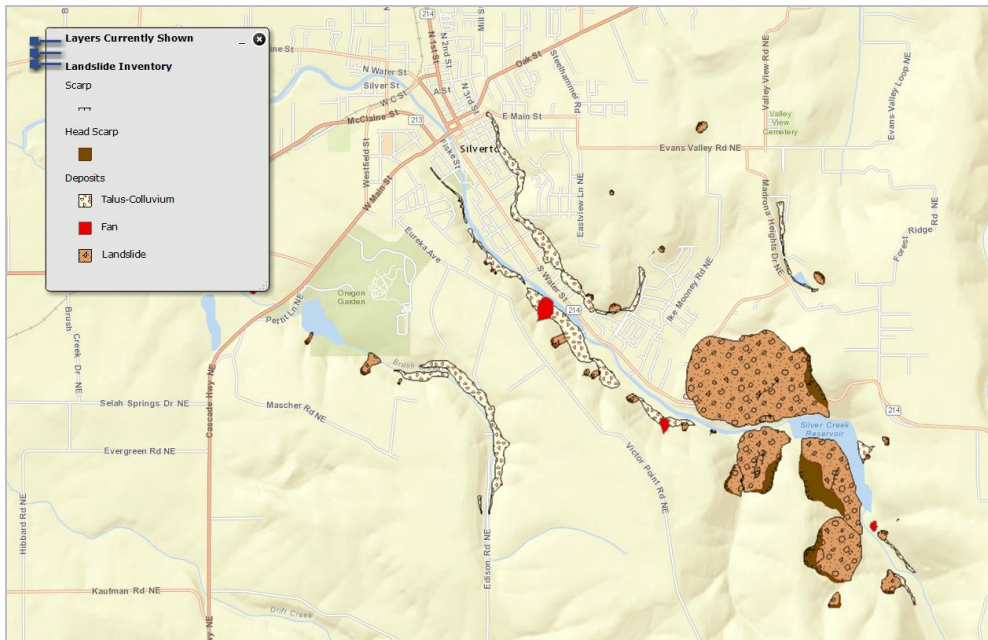 Layers Currently Shown
Landslide Inventory
Scarp
Head Scarp
Deposits
Talus-Colluvium
Fan
Landslide
214
N 1st St
N 2nd St
Mill St
Oak St
N Water St
Silver St
A St
W C St
N 3rd St
McClaine St
213
E Main St
Steelhammer Rd
Valley View Rd NE
Evans Valley Loop NE
Valley
View
Cemetery
Evans Valley Rd NE
Fiske St
Westfield St
W Main St
Eureka Ave
Eastview Ln NE
Madrona Heights Dr NE
Forest Ridge Rd NE
S Water St
214
Ike Mooney Rd NE
Oregon
Garden
Pettit Ln NE
Brush Creek Dr NE
Brush
Selah Springs Dr NE
Cascade Hwy NE
Mascher Rd NE
Evergreen Rd NE
Hibbard Rd NE
Victor Point Rd NE
214
Silver Creek
Reservoir
Edison Rd NE
Kaufman Rd NE
Drift Creek